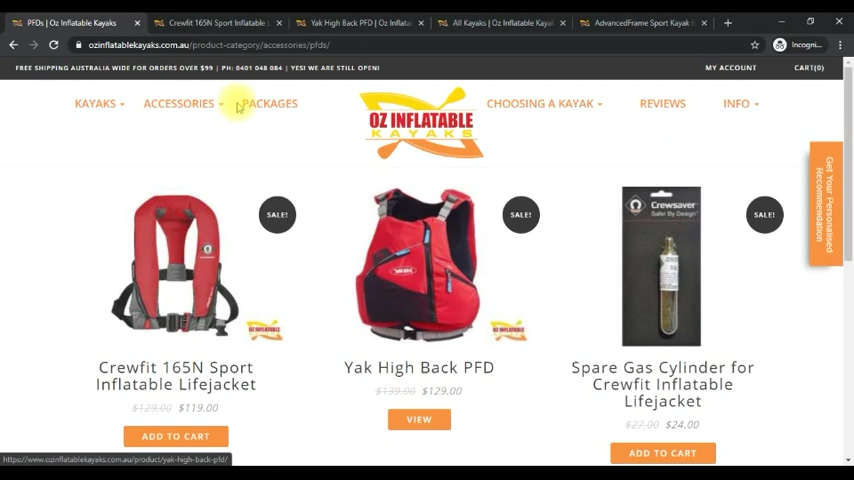 PFDs | Oz Inflatable Kayaks
Crewfit 165N Sport Inflatable L
Yak High Back PFD | Oz Inflatab
All Kayaks | Oz Inflatable Kayak
AdvancedFrame Sport Kayak f
ozinflatablekayaks.com.au/product-category/accessories/pfds/
Incogni...
FREE SHIPPING AUSTRALIA WIDE FOR ORDERS OVER $99 | PH: 0401 048 084 | YES! WE ARE STILL OPEN!
MY ACCOUNT
CART(0)
KAYAKS
ACCESSORIES
PACKAGES
OZ INFLATABLE
KAYAKS
CHOOSING A KAYAK
REVIEWS
INFO
Get Your Personalised
Recommendation
SALE!
SALE!
Crewsaver
Safer By Design
SALE!
YAK
Crewfit 165N Sport
Inflatable Lifejacket
$129.00 $119.00
ADD TO CART
Yak High Back PFD
$139.00 $129.00
VIEW
Spare Gas Cylinder for
Crewfit Inflatable
Lifejacket
$27.00 $24.00
ADD TO CART
https://www.ozinflatablekayaks.com.au/product/yak-high-back-pfd/